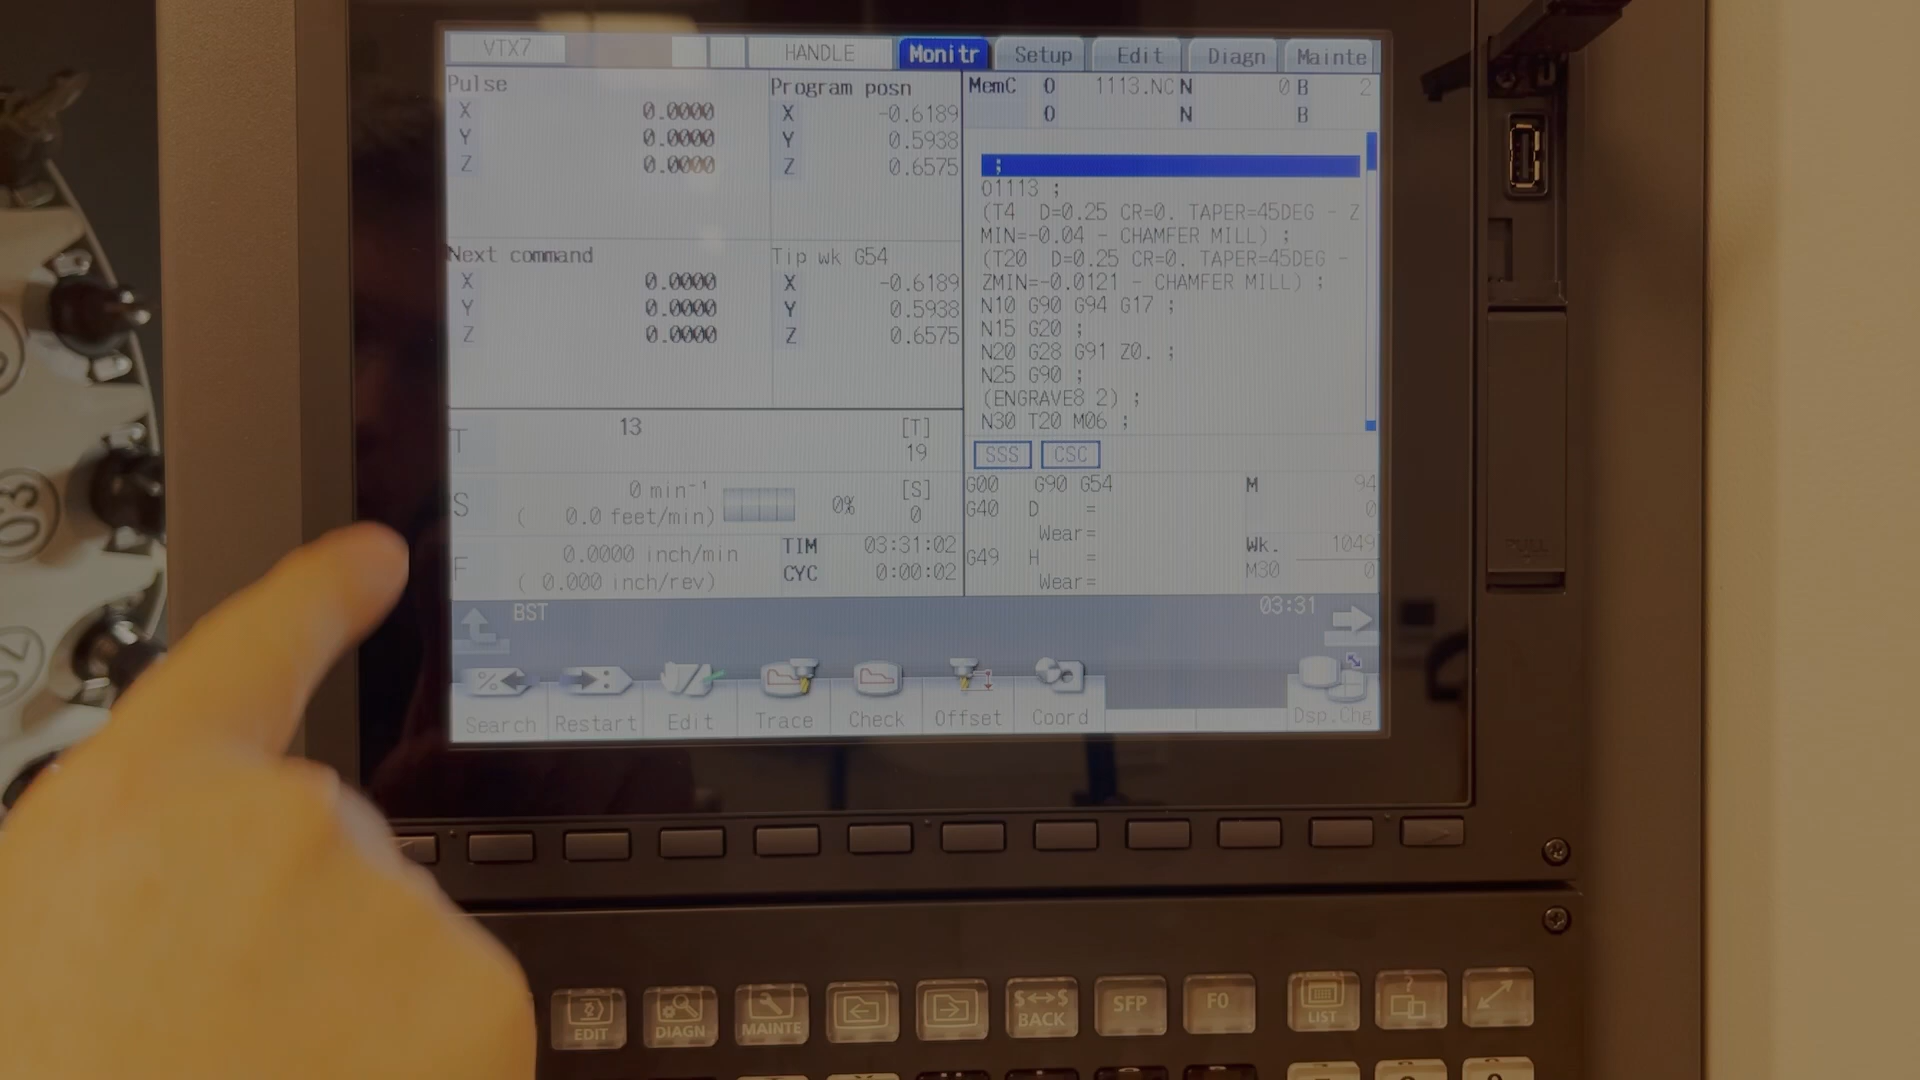 VTX7 HANDLE Monitr Setup Edit Diagn Mainte
Pulse
X 0.0000
Y 0.0000
Z 0.0000
Program posn
X -0.6189
Y 0.5938
Z 0.6575
MemC O 1113.NC N 0 B 2
O N B
;
O1113 ;
(T4 D=0.25 CR=0. TAPER=45DEG - Z
MIN=-0.04 - CHAMFER MILL) ;
(T20 D=0.25 CR=0. TAPER=45DEG -
ZMIN=-0.0121 - CHAMFER MILL) ;
N10 G90 G94 G17 ;
N15 G20 ;
N20 G28 G91 Z0. ;
N25 G90 ;
(ENGRAVE8 2) ;
N30 T20 M06 ;
Next command
X 0.0000
Y 0.0000
Z 0.0000
Tip wk G54
X -0.6189
Y 0.5938
Z 0.6575
T 13 [T]
19
S 0 min⁻¹ 0% [S]
( 0.0 feet/min) 0
F 0.0000 inch/min TIM 03:31:02
( 0.000 inch/rev) CYC 0:00:02
SSS CSC
G00 G90 G54 M 94
G40 D = 0
Wear=
G49 H = Wk. 1049
Wear= M30 0
BST 03:31
Search Restart Edit Trace Check Offset Coord Dsp.Chg
PULL
EDIT DIAGN MAINTE $↔$ BACK SFP F0 LIST ?
03
02